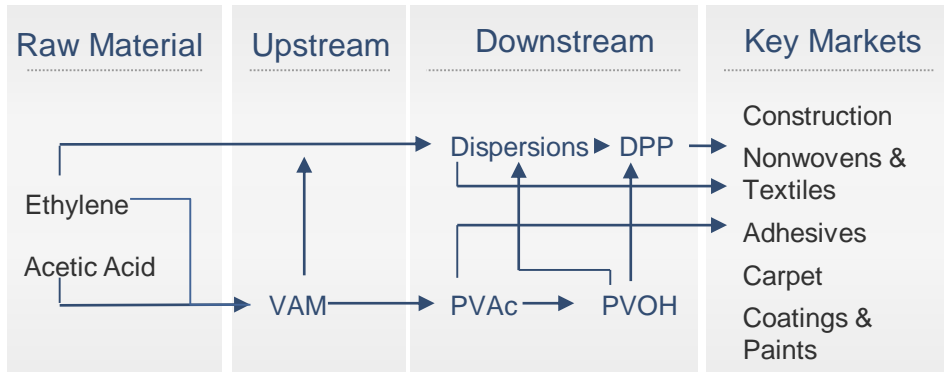 Raw Material
Upstream
Downstream
Key Markets
Ethylene
Acetic Acid
VAM
Dispersions
DPP
PVAc
PVOH
Construction
Nonwovens &
Textiles
Adhesives
Carpet
Coatings &
Paints